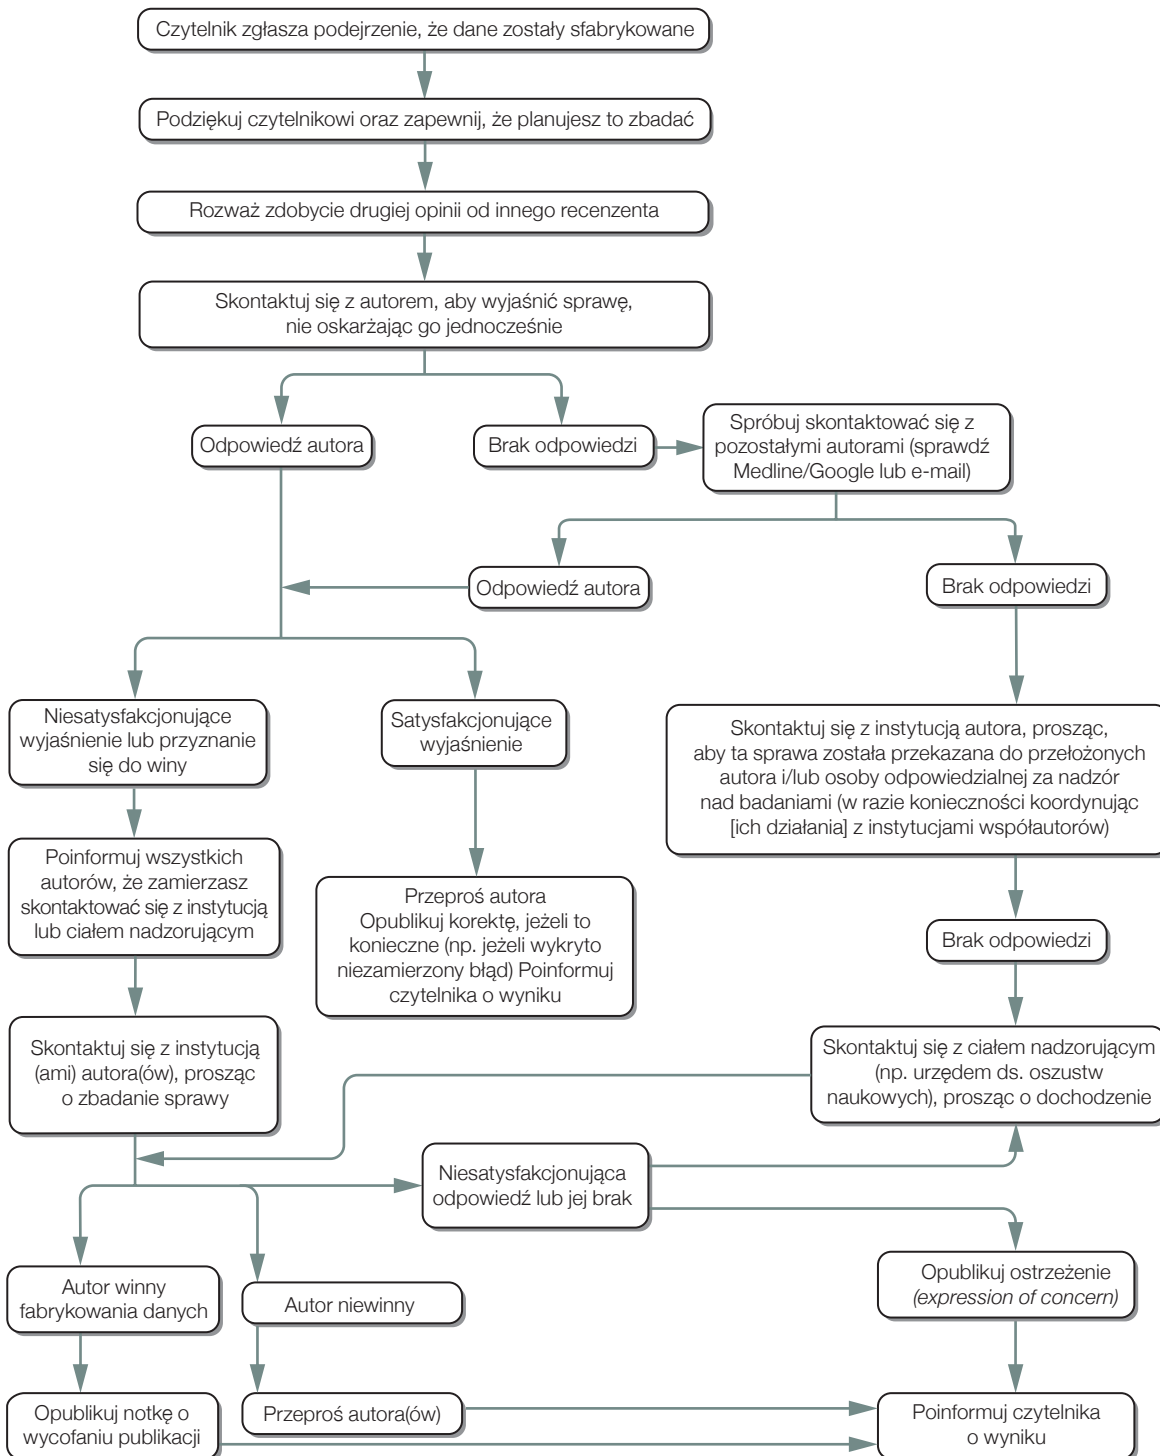 Czytelnik zgłasza podejrzenie, że dane zostały sfabrykowane
Podziękuj czytelnikowi oraz zapewnij, że planujesz to zbadać
Rozważ zdobycie drugiej opinii od innego recenzenta
Skontaktuj się z autorem, aby wyjaśnić sprawę,
nie oskarżając go jednocześnie
Odpowiedź autora
Brak odpowiedzi
Spróbuj skontaktować się z
pozostałymi autorami (sprawdź
Medline/Google lub e-mail)
Odpowiedź autora
Brak odpowiedzi
Niesatysfakcjonujące
wyjaśnienie lub przyznanie
się do winy
Satysfakcjonujące
wyjaśnienie
Skontaktuj się z instytucją autora, prosząc,
aby ta sprawa została przekazana do przełożonych
autora i/lub osoby odpowiedzialnej za nadzór
nad badaniami (w razie konieczności koordynując
[ich działania] z instytucjami współautorów)
Poinformuj wszystkich
autorów, że zamierzasz
skontaktować się z instytucją
lub ciałem nadzorującym
Przeproś autora
Opublikuj korektę, jeżeli to
konieczne (np. jeżeli wykryto
niezamierzony błąd) Poinformuj
czytelnika o wyniku
Brak odpowiedzi
Skontaktuj się z instytucją
(ami) autora(ów), prosząc
o zbadanie sprawy
Skontaktuj się z ciałem nadzorującym
(np. urzędem ds. oszustw
naukowych), prosząc o dochodzenie
Niesatysfakcjonująca
odpowiedź lub jej brak
Autor winny
fabrykowania danych
Autor niewinny
Opublikuj ostrzeżenie
(expression of concern)
Opublikuj notkę o
wycofaniu publikacji
Przeproś autora(ów)
Poinformuj czytelnika
o wyniku